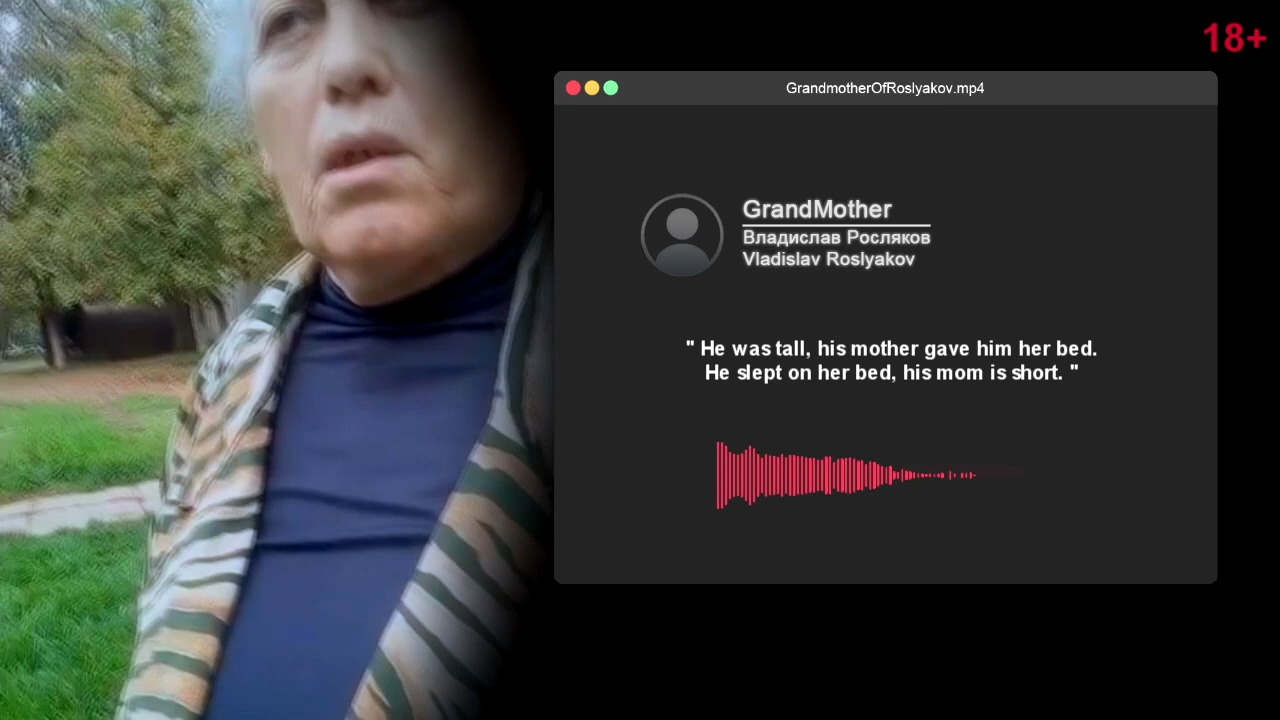 18+
GrandmotherOfRoslyakov.mp4
GrandMother
Владислав Росляков
Vladislav Roslyakov
" He was tall, his mother gave him her bed.
He slept on her bed, his mom is short. "